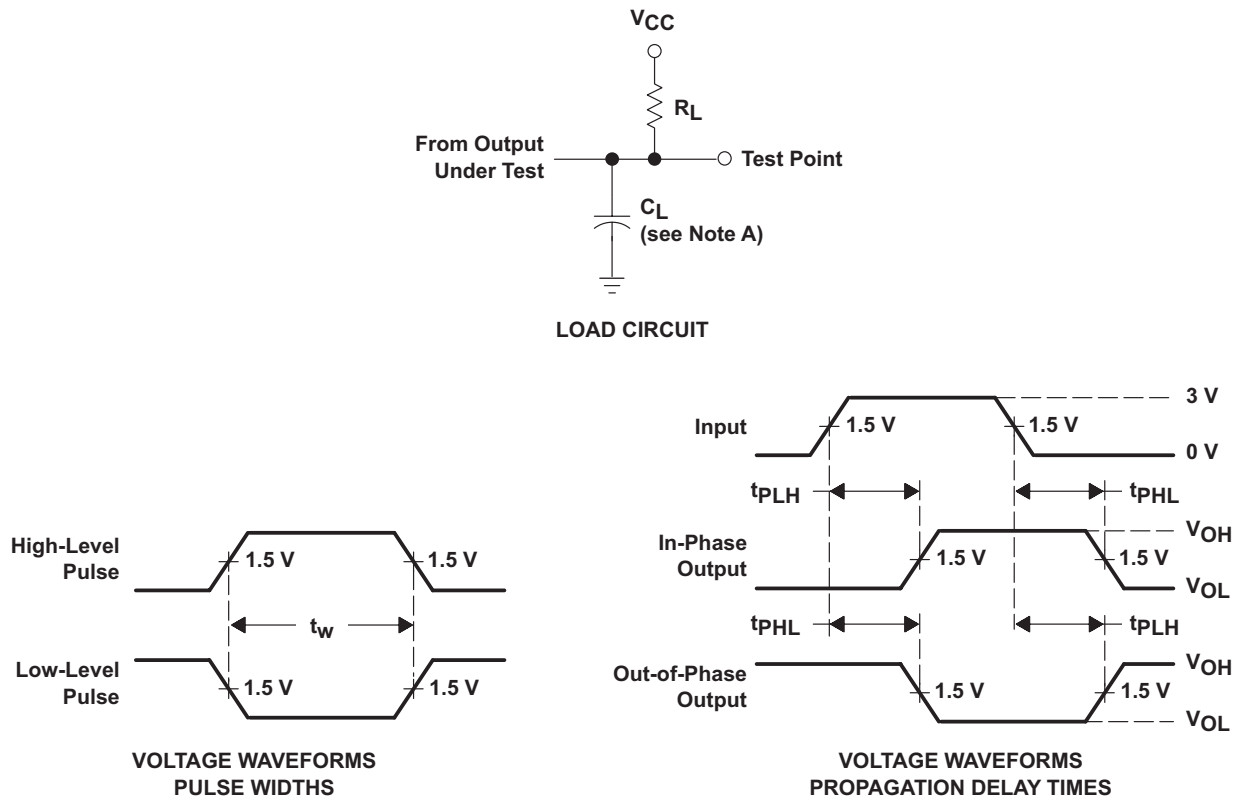 VCC
RL
From Output
Under Test
Test Point
CL
(see Note A)
LOAD CIRCUIT
3 V
Input
1.5 V
1.5 V
0 V
tPLH
tPHL
VOH
In-Phase
Output
1.5 V
1.5 V
VOL
tPHL
tPLH
VOH
Out-of-Phase
Output
1.5 V
1.5 V
VOL
VOLTAGE WAVEFORMS
PROPAGATION DELAY TIMES
High-Level
Pulse
1.5 V
1.5 V
tw
Low-Level
Pulse
1.5 V
1.5 V
VOLTAGE WAVEFORMS
PULSE WIDTHS